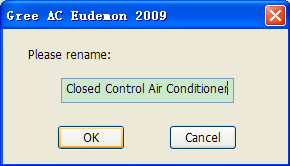 Gree AC Eudemon 2009
Please rename:
Closed Control Air Conditioner
OK
Cancel